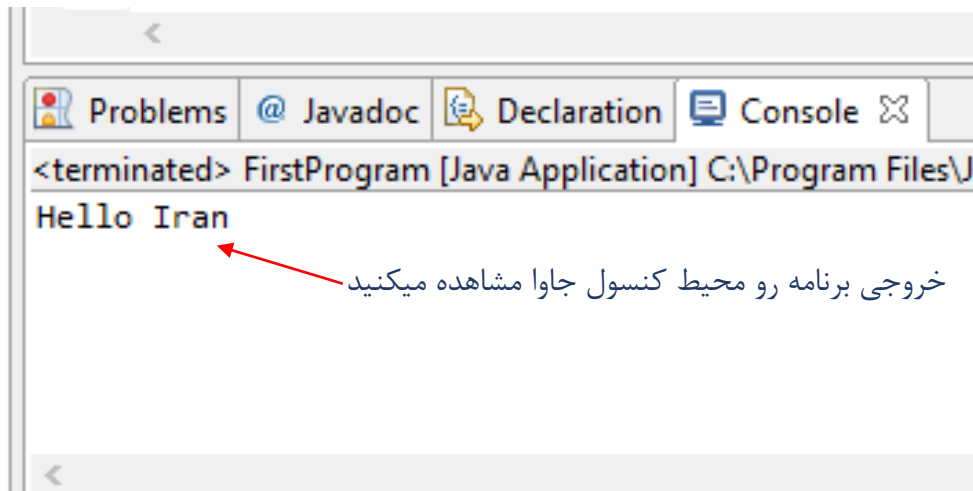 Problems @ Javadoc Declaration Console
<terminated> FirstProgram [Java Application] C:\Program Files\J
Hello Iran
خروجی برنامه رو محیط کنسول جاوا مشاهده میکنید